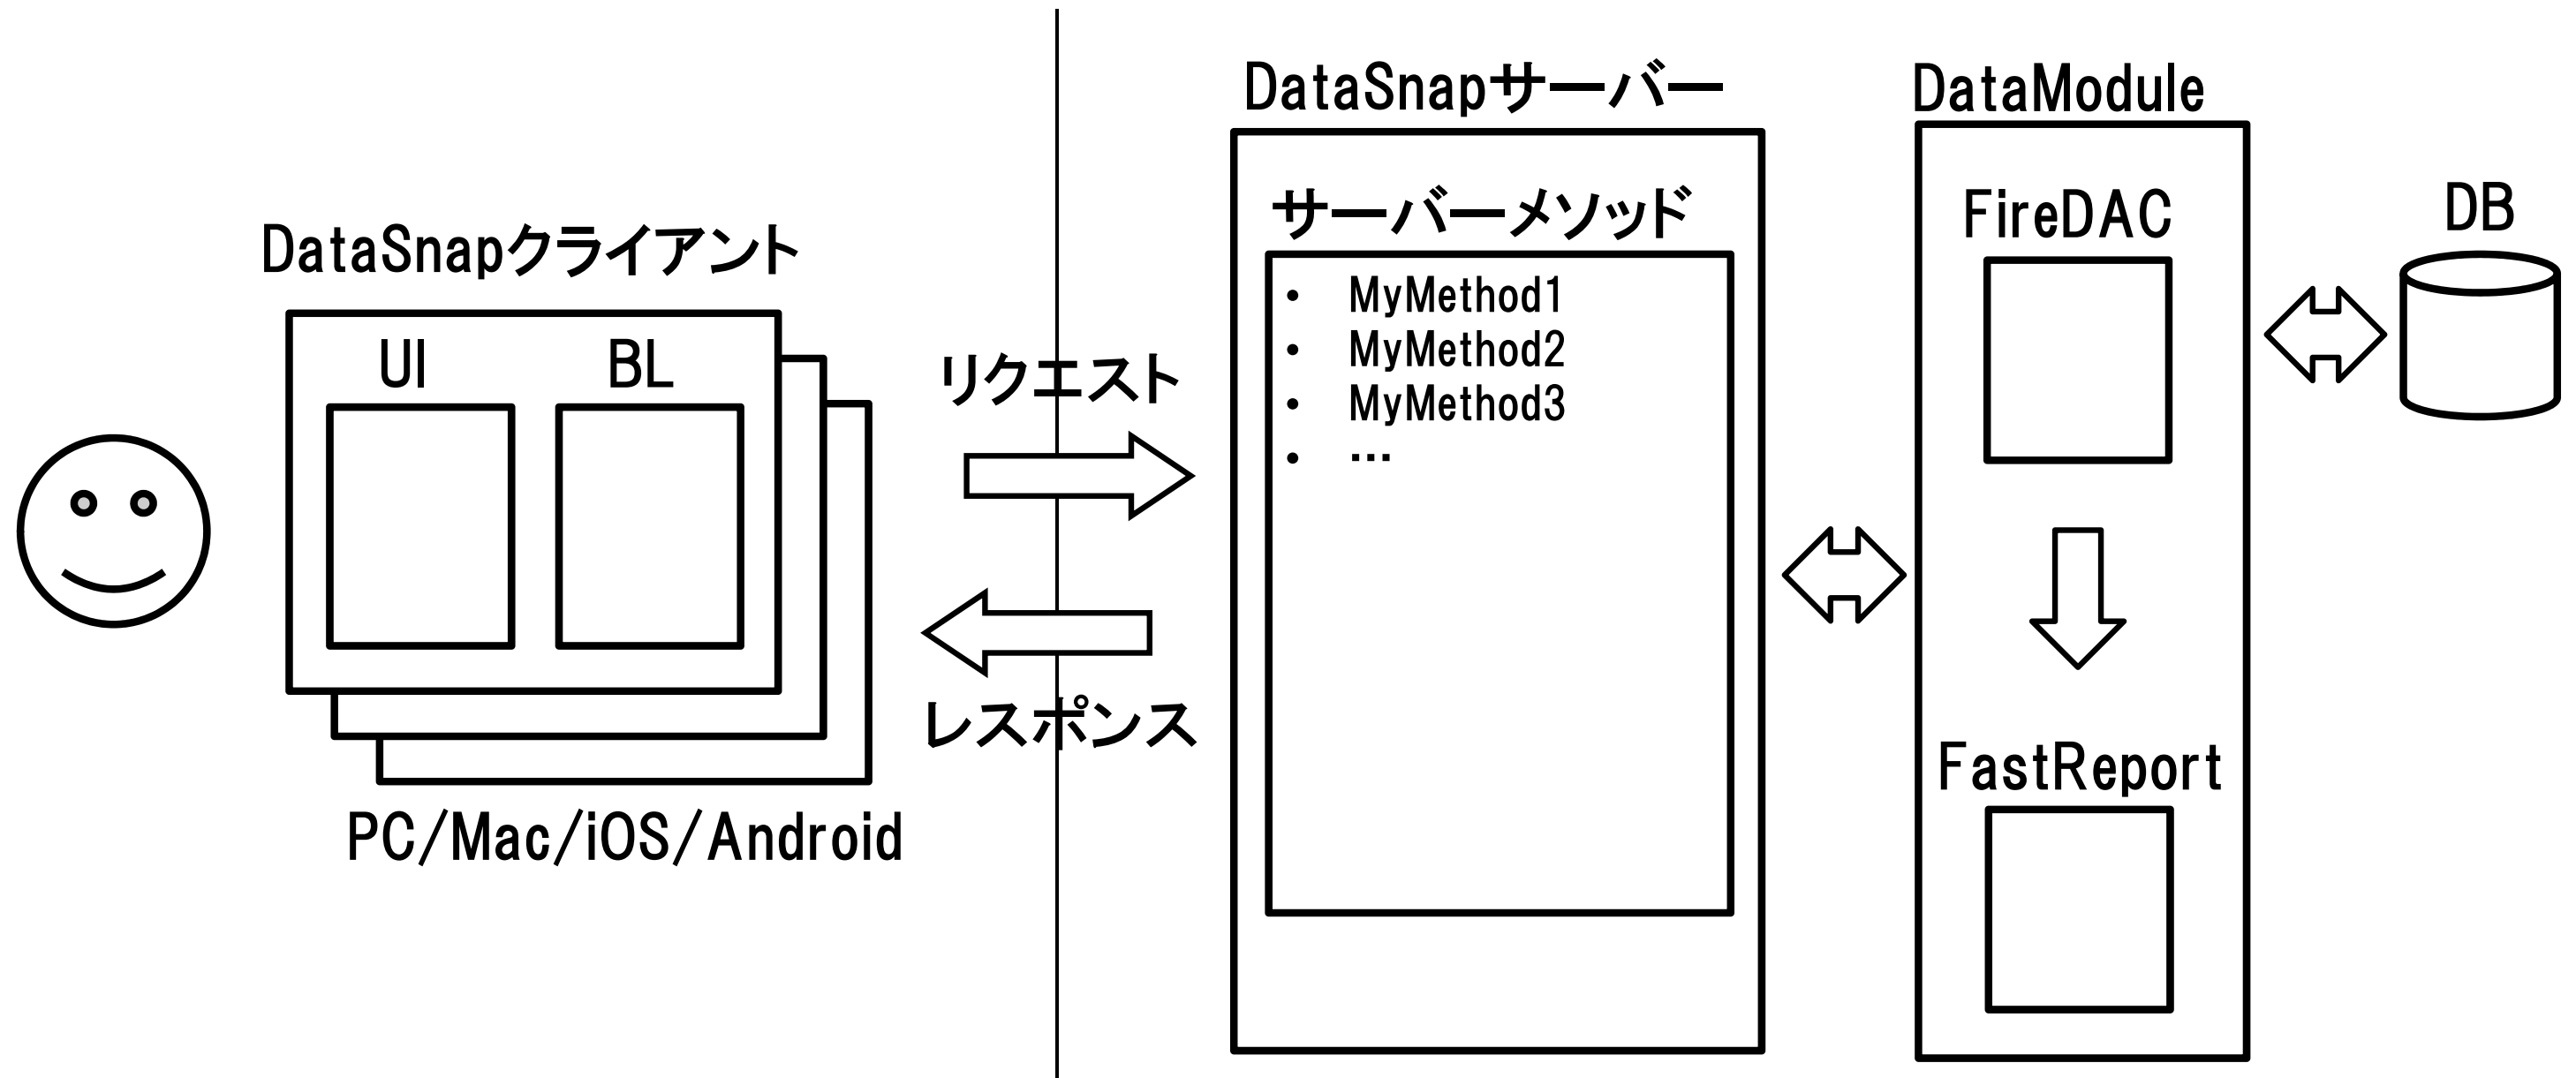 DataSnapクライアント
UI
BL
PC/Mac/iOS/Android
リクエスト
レスポンス
DataSnapサーバー
サーバーメソッド
• MyMethod1
• MyMethod2
• MyMethod3
• …
DataModule
FireDAC
FastReport
DB